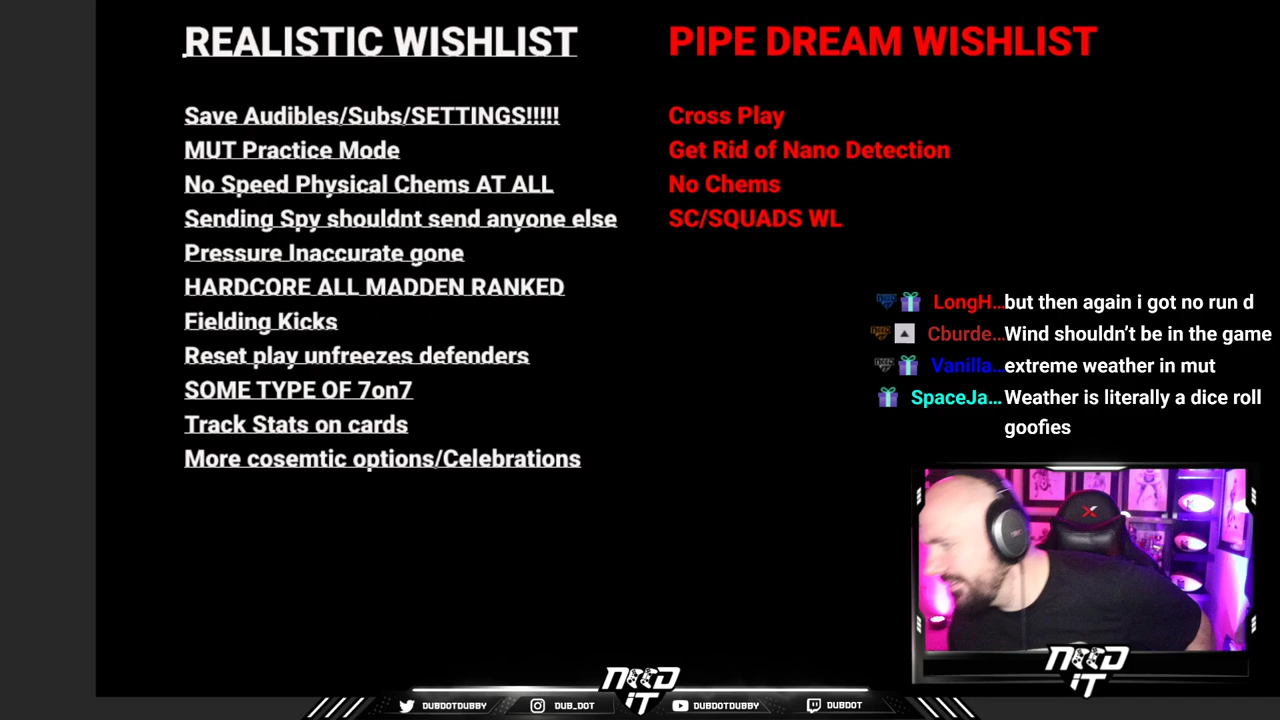 REALISTIC WISHLIST
Save Audibles/Subs/SETTINGS!!!!!
MUT Practice Mode
No Speed Physical Chems AT ALL
Sending Spy shouldnt send anyone else
Pressure Inaccurate gone
HARDCORE ALL MADDEN RANKED
Fielding Kicks
Reset play unfreezes defenders
SOME TYPE OF 7on7
Track Stats on cards
More cosemtic options/Celebrations
PIPE DREAM WISHLIST
Cross Play
Get Rid of Nano Detection
No Chems
SC/SQUADS WL
LongH... but then again i got no run d
Cburde... Wind shouldn’t be in the game
Vanilla... extreme weather in mut
SpaceJa... Weather is literally a dice roll
goofies
NEED
IT
NEED
IT
DUBDOTDUBBY
DUB_DOT
DUBDOTDUBBY
DUBDOT